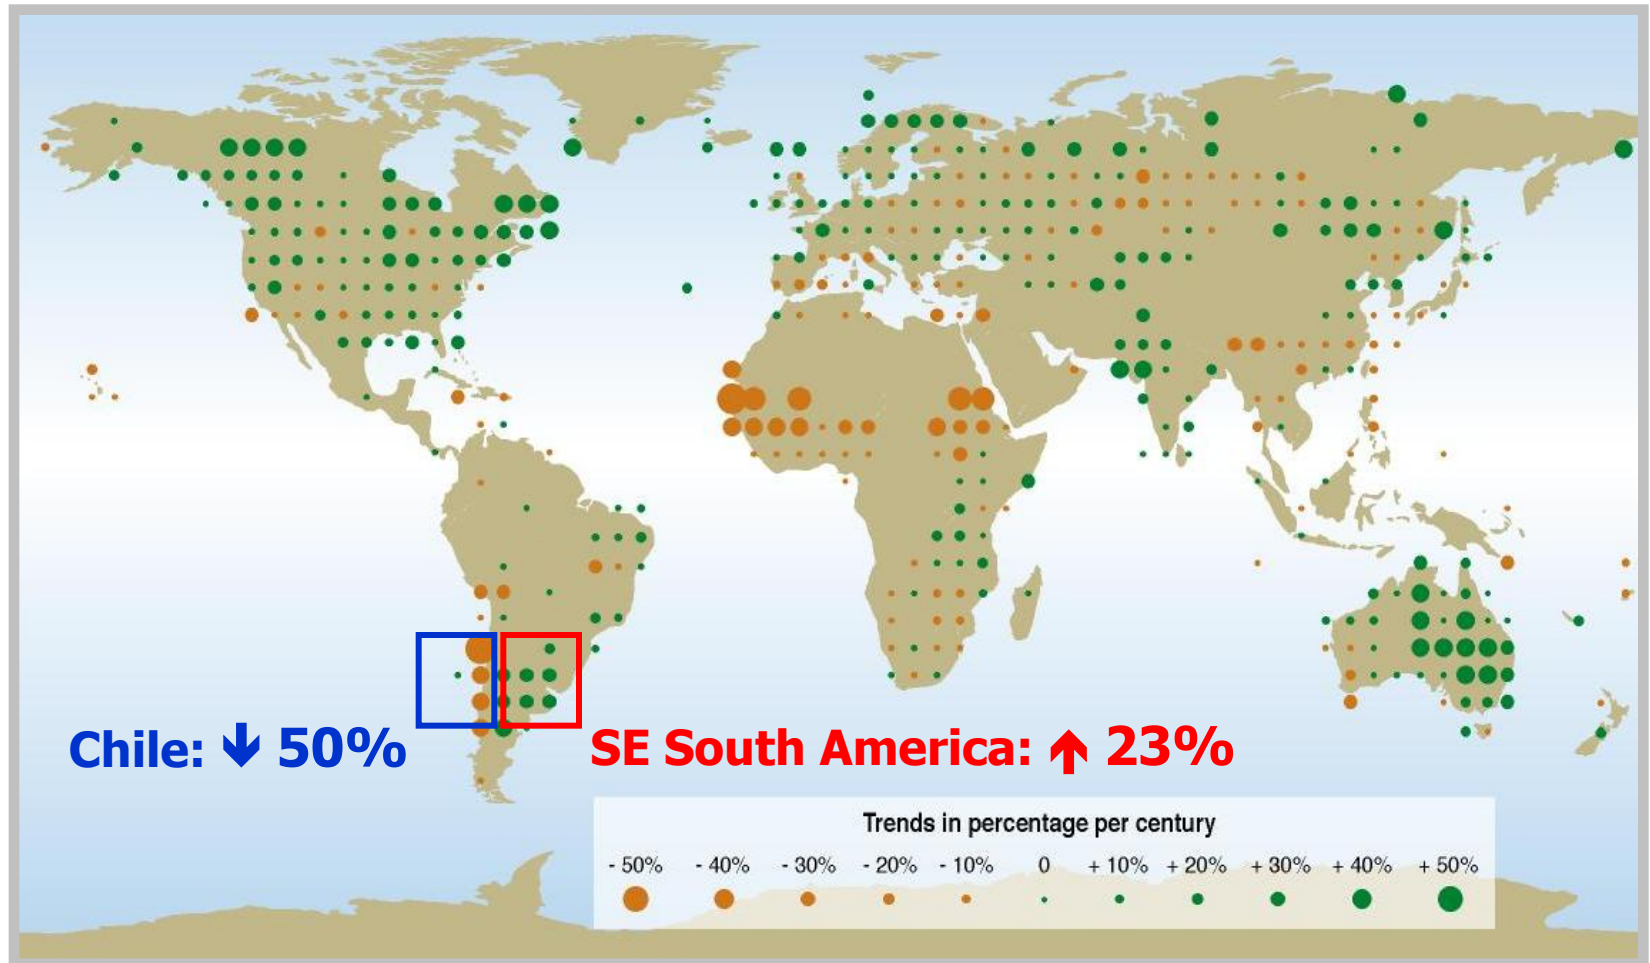 Chile: 🡻 50%
SE South America: 🡹 23%
Trends in percentage per century
- 50% - 40% - 30% - 20% - 10% 0 + 10% + 20% + 30% + 40% + 50%